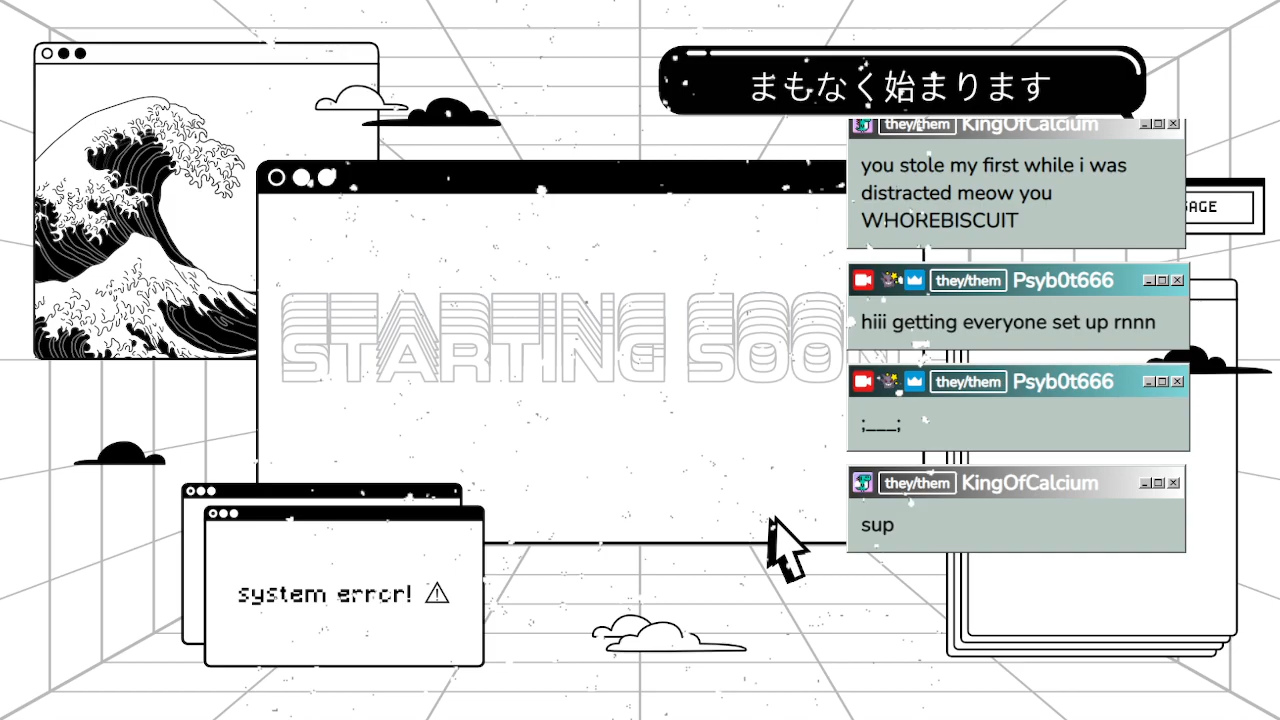 まもなく始まります
they/them KingOfCalcium
you stole my first while i was
distracted meow you
WHOREBISCUIT
SAGE
they/them Psyb0t666
hiii getting everyone set up rnnn
STARTING SOON
they/them Psyb0t666
;___;
they/them KingOfCalcium
sup
system error!